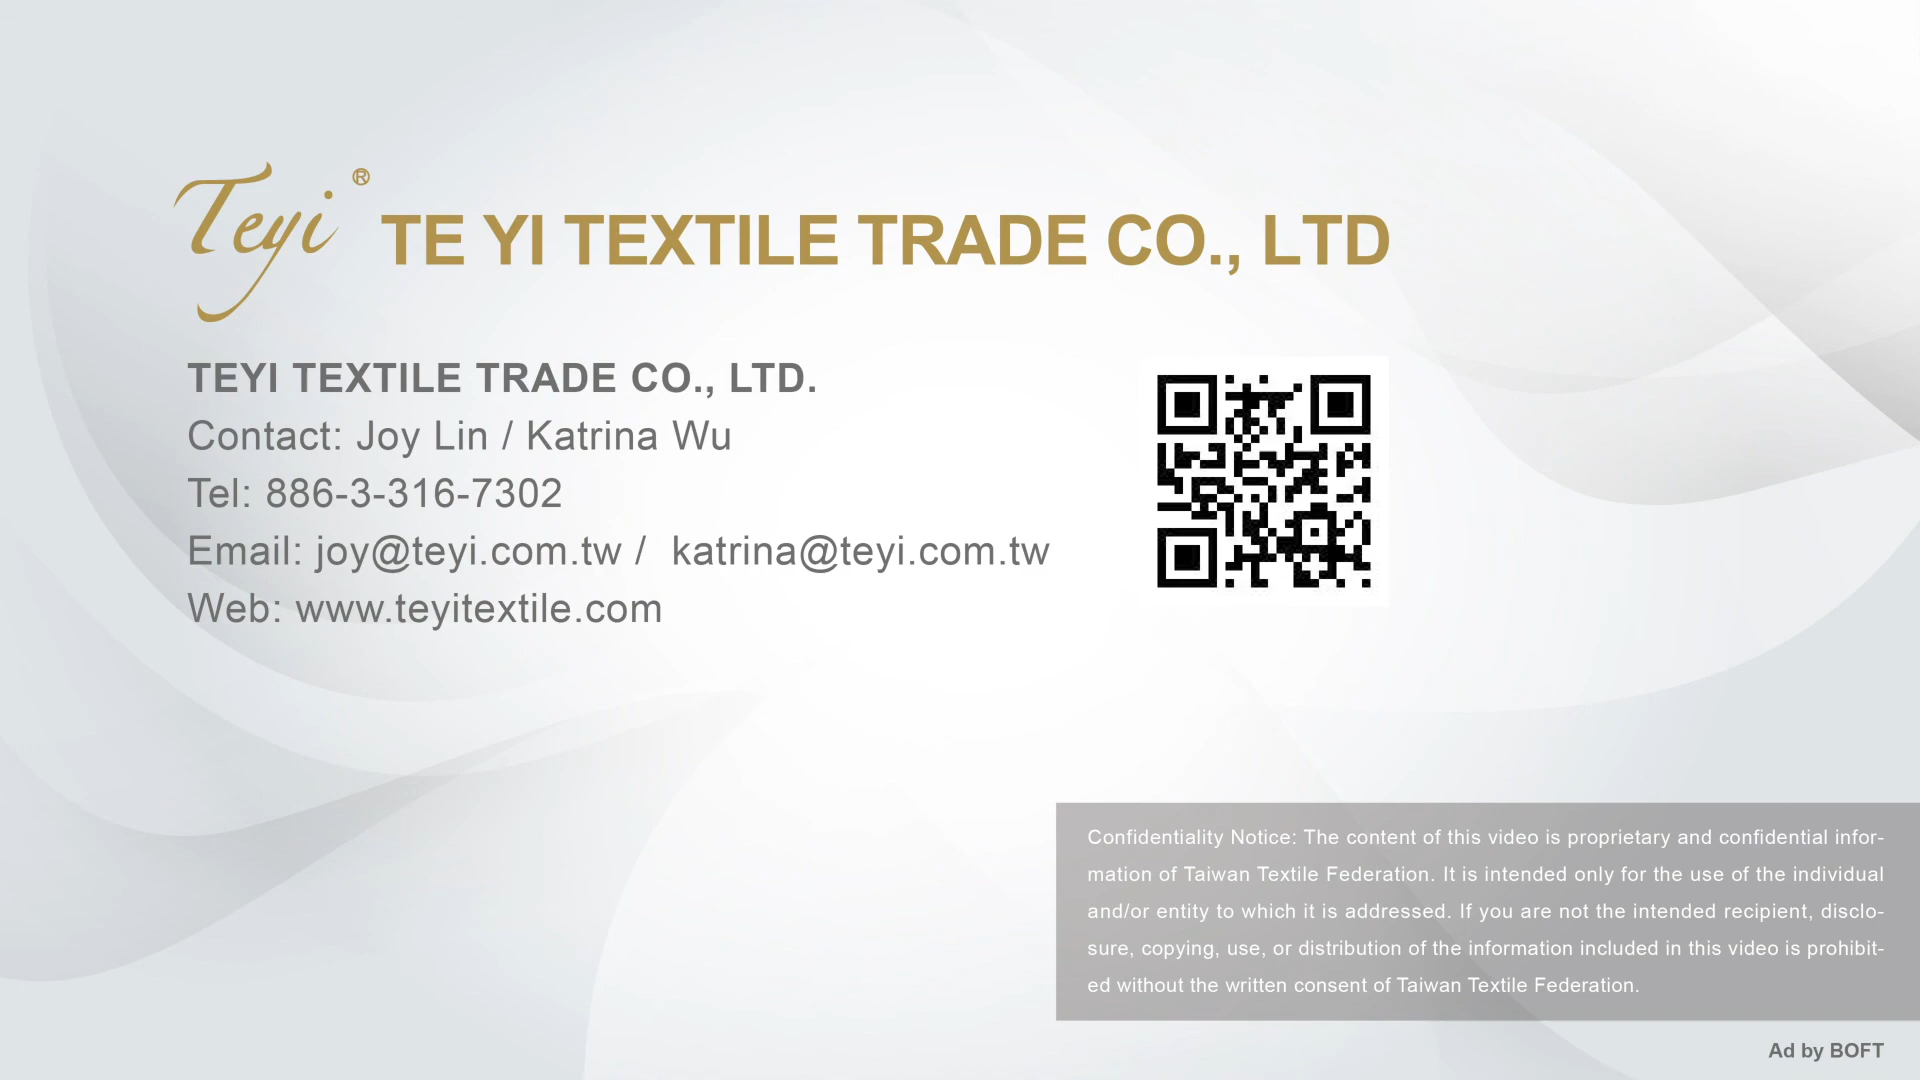 Teyi ® TE YI TEXTILE TRADE CO., LTD
TEYI TEXTILE TRADE CO., LTD.
Contact: Joy Lin / Katrina Wu
Tel: 886-3-316-7302
Email: joy@teyi.com.tw /  katrina@teyi.com.tw
Web: www.teyitextile.com
Confidentiality Notice: The content of this video is proprietary and confidential infor-
mation of Taiwan Textile Federation. It is intended only for the use of the individual
and/or entity to which it is addressed. If you are not the intended recipient, disclo-
sure, copying, use, or distribution of the information included in this video is prohibit-
ed without the written consent of Taiwan Textile Federation.
Ad by BOFT